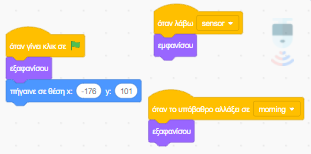 όταν γίνει κλικ σε
εξαφανίσου
πήγαινε σε θέση x: -176 y: 101
όταν λάβω sensor
εμφανίσου
όταν το υπόβαθρο αλλάξει σε morning
εξαφανίσου